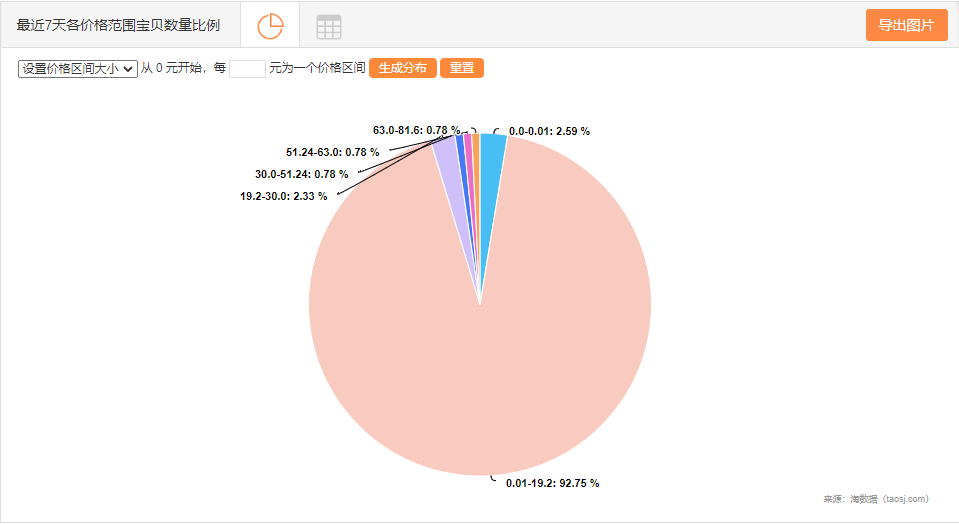 最近7天各价格范围宝贝数量比例
导出图片
设置价格区间大小 从 0 元开始，每 元为一个价格区间 生成分布 重置
63.0-81.6: 0.78 %
0.0-0.01: 2.59 %
51.24-63.0: 0.78 %
30.0-51.24: 0.78 %
19.2-30.0: 2.33 %
0.01-19.2: 92.75 %
来源：淘数据（taosj.com）